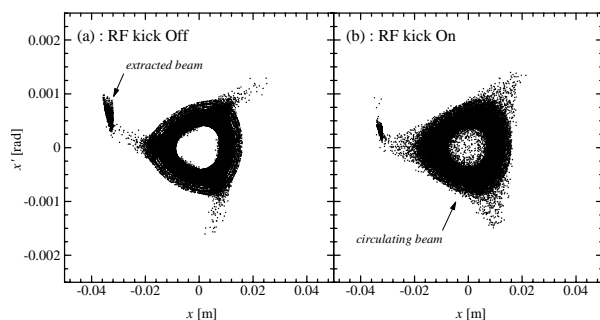 (a) : RF kick Off
(b) : RF kick On
extracted beam
circulating beam
0.002
0.001
0
-0.001
-0.002
x' [rad]
-0.04 -0.02 0 0.02 0.04
-0.04 -0.02 0 0.02 0.04
x [m]
x [m]